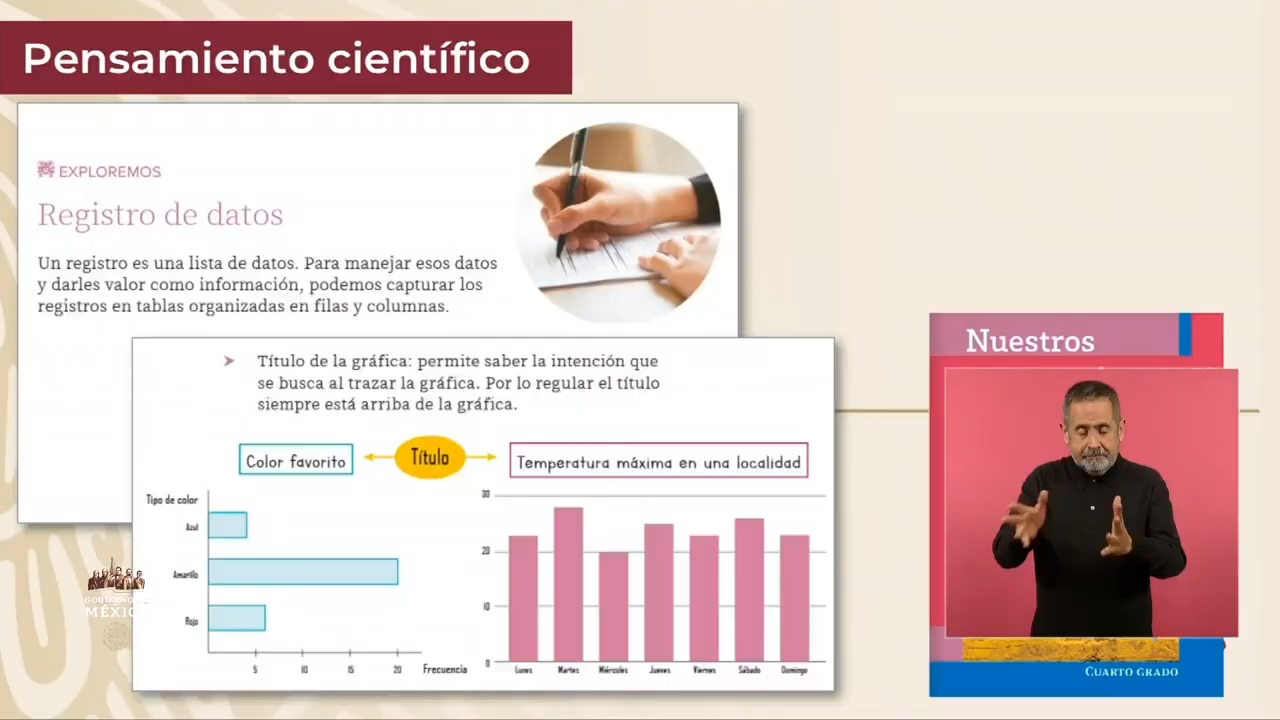 Pensamiento científico
EXPLOREMOS
Registro de datos
Un registro es una lista de datos. Para manejar esos datos
y darles valor como información, podemos capturar los
registros en tablas organizadas en filas y columnas.
Título de la gráfica: permite saber la intención que
se busca al trazar la gráfica. Por lo regular el título
siempre está arriba de la gráfica.
Color favorito
Título
Temperatura máxima en una localidad
Tipo de color
Azul
Amarillo
Rojo
5 10 15 20 Frecuencia
30
20
10
0
Lunes Martes Miércoles Jueves Viernes Sábado Domingo
MÉXICO
Nuestros
CUARTO GRADO